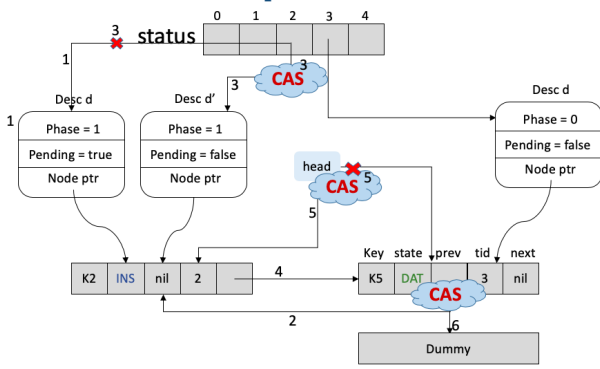 0 1 2 3 4
3
status
1
3
CAS
3
Desc d
Desc d'
Desc d
1
Phase = 1
Pending = true
Node ptr
Phase = 1
Pending = false
Node ptr
Phase = 0
Pending = false
Node ptr
head
5
CAS
5
Key state prev tid next
K2 INS nil 2
4
K5 DAT 3 nil
CAS
2
6
Dummy